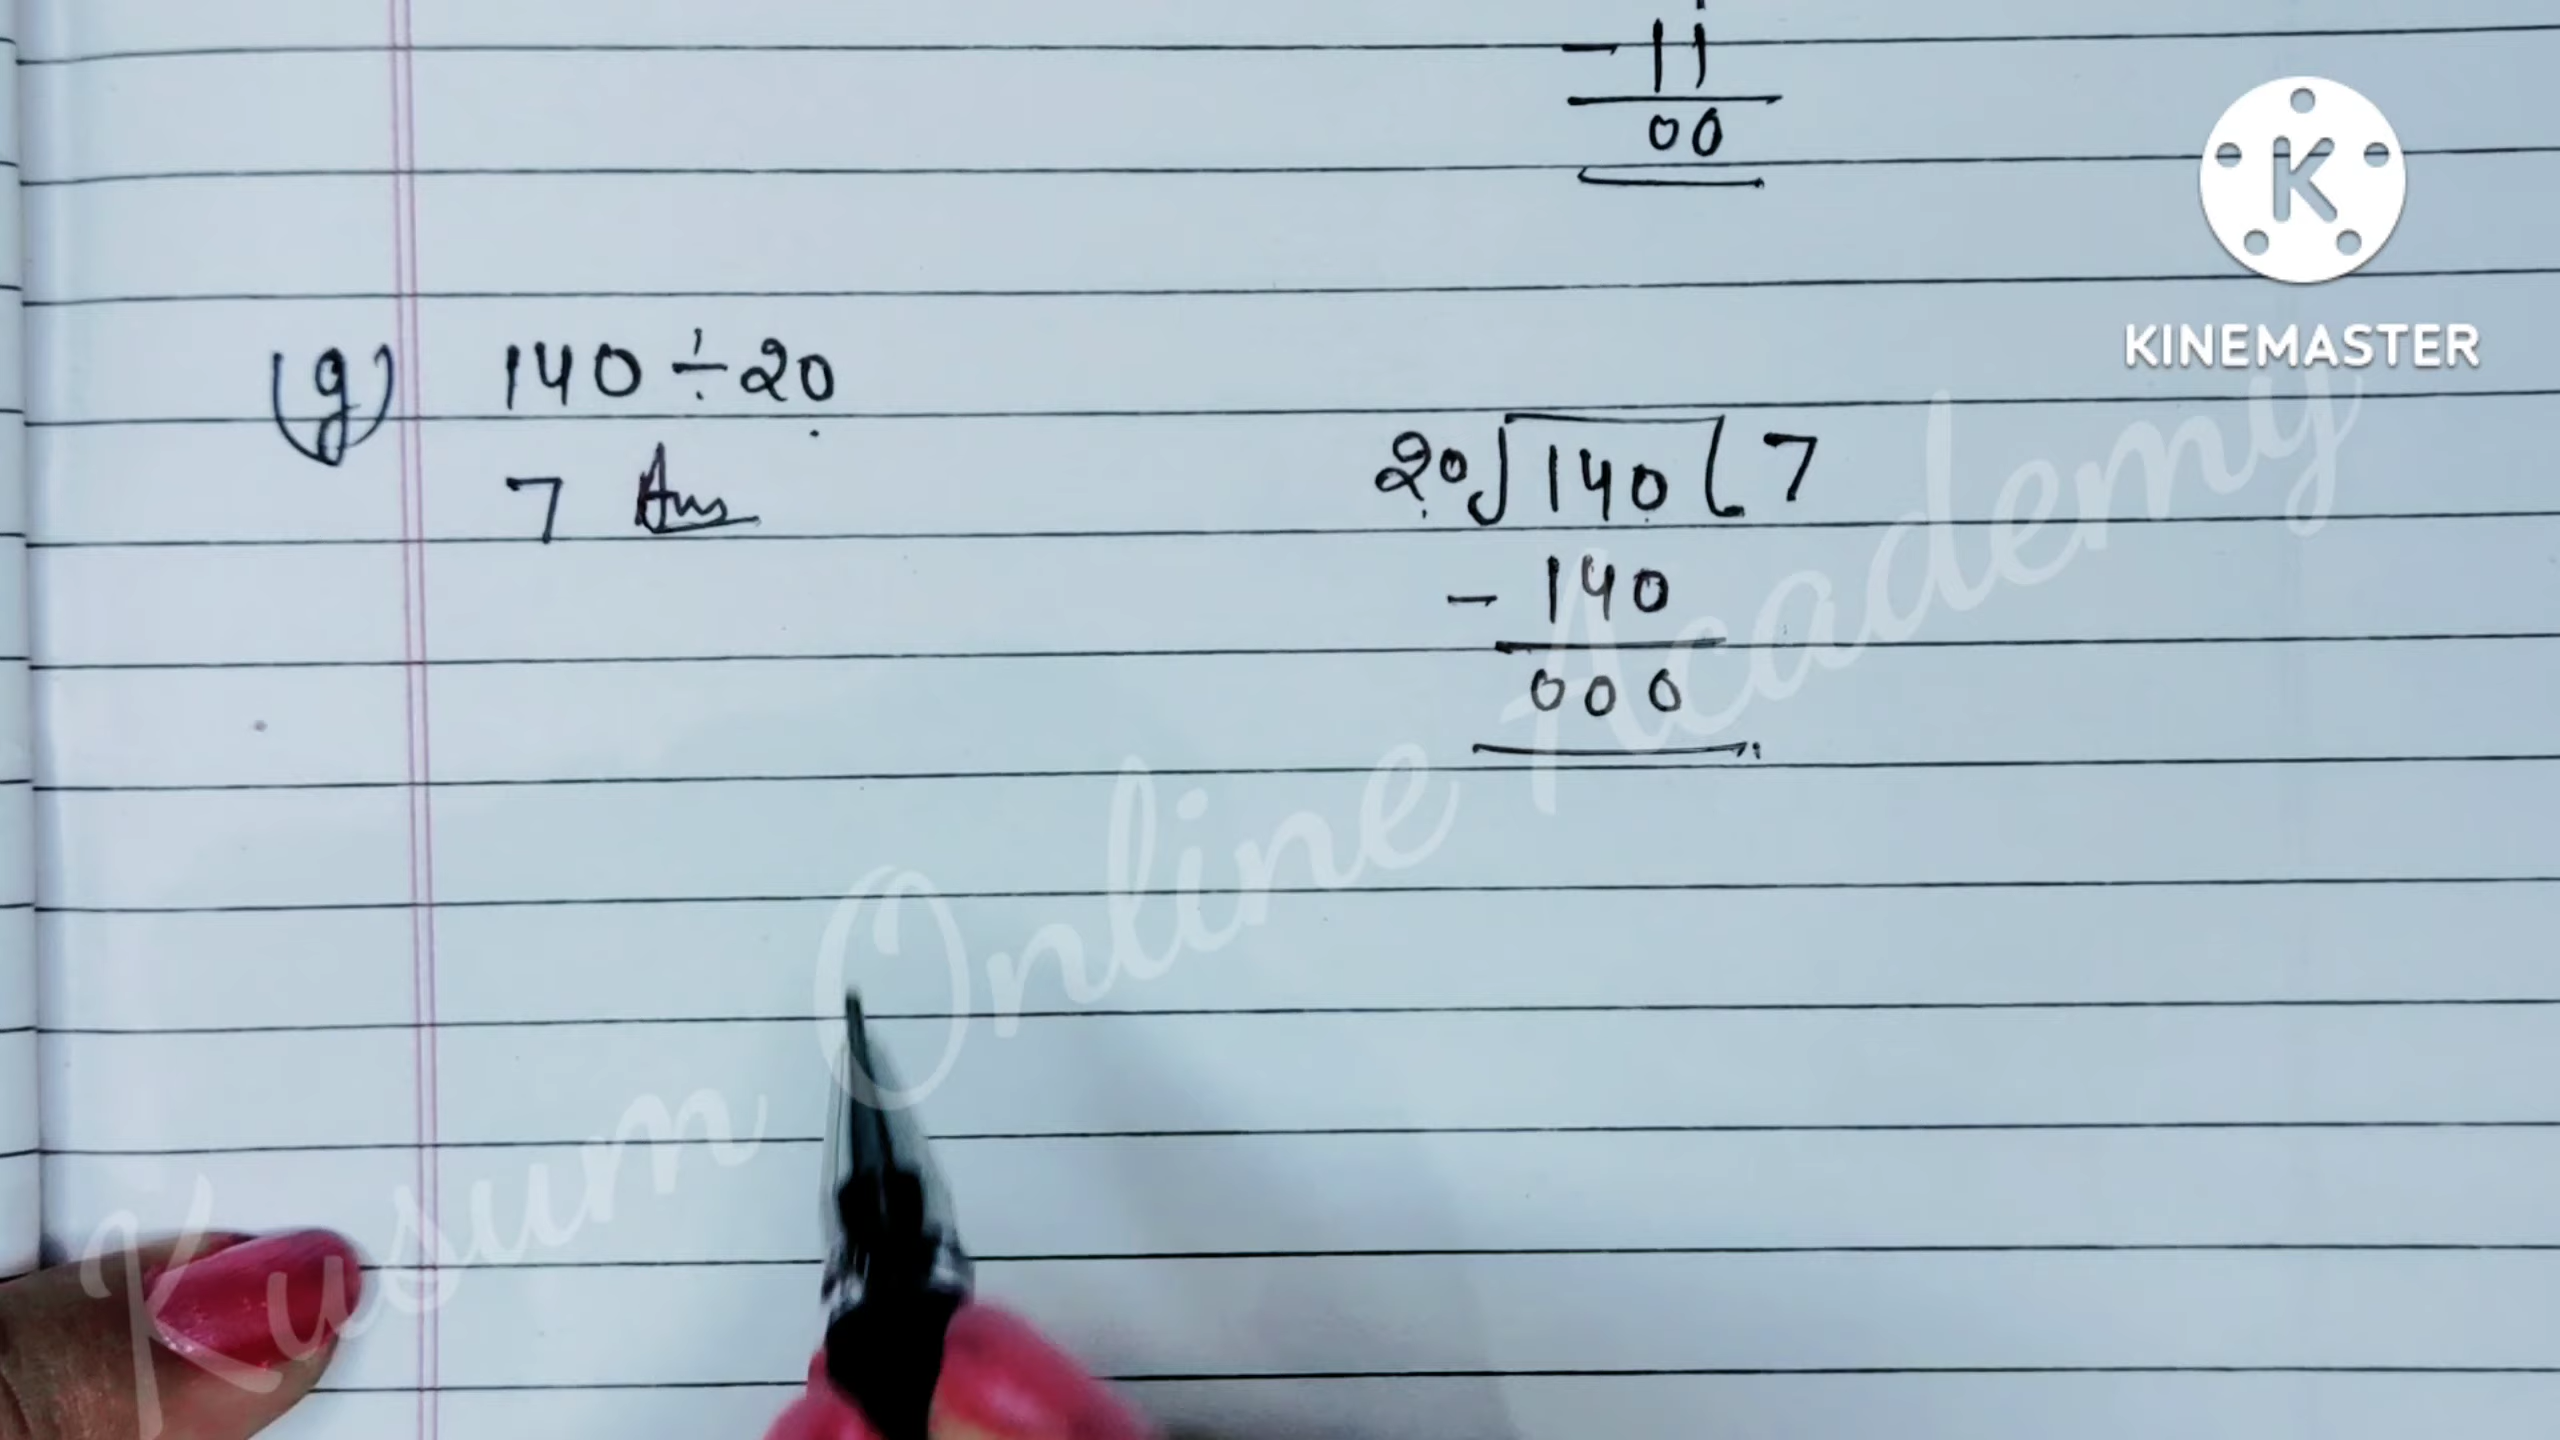 - 11
00
K
KINEMASTER
(g) 140 ÷ 20
7 Ans
20 140 7
- 140
000
Kusum Online Academy